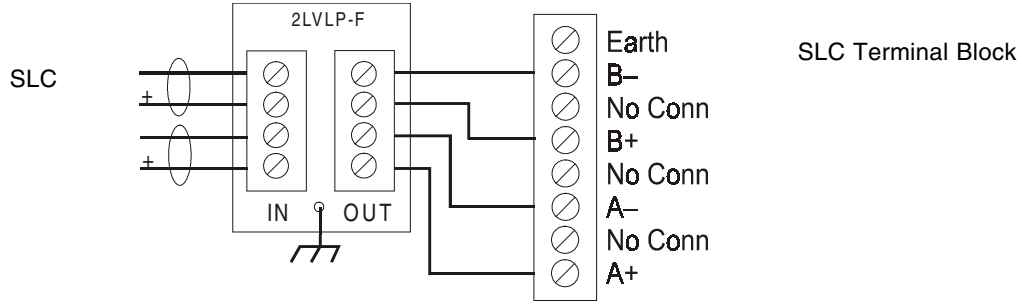 2LVLP-F
SLC
+
+
IN
OUT
Earth
B–
No Conn
B+
No Conn
A–
No Conn
A+
SLC Terminal Block